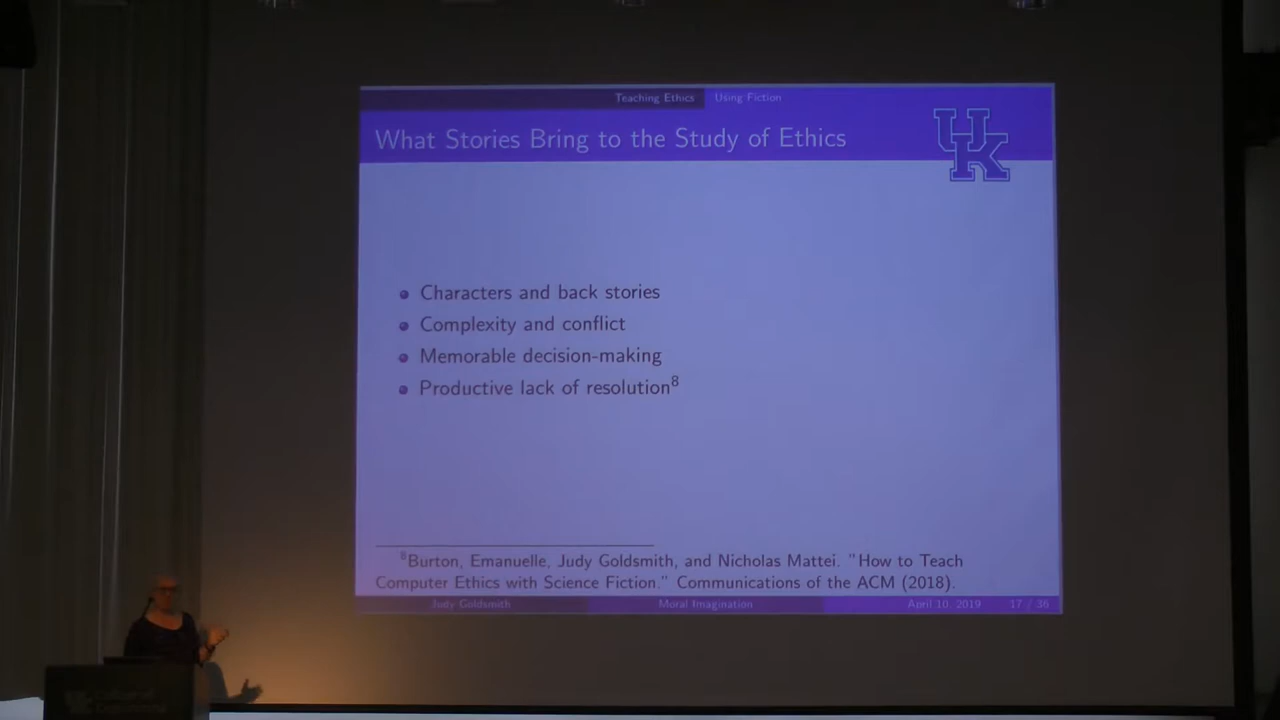 Teaching Ethics Using Fiction
What Stories Bring to the Study of Ethics
UK
Characters and back stories
Complexity and conflict
Memorable decision-making
Productive lack of resolution⁸
⁸Burton, Emanuelle, Judy Goldsmith, and Nicholas Mattei. "How to Teach
Computer Ethics with Science Fiction." Communications of the ACM (2018).
Judy Goldsmith Moral Imagination April 10, 2019 17 / 36